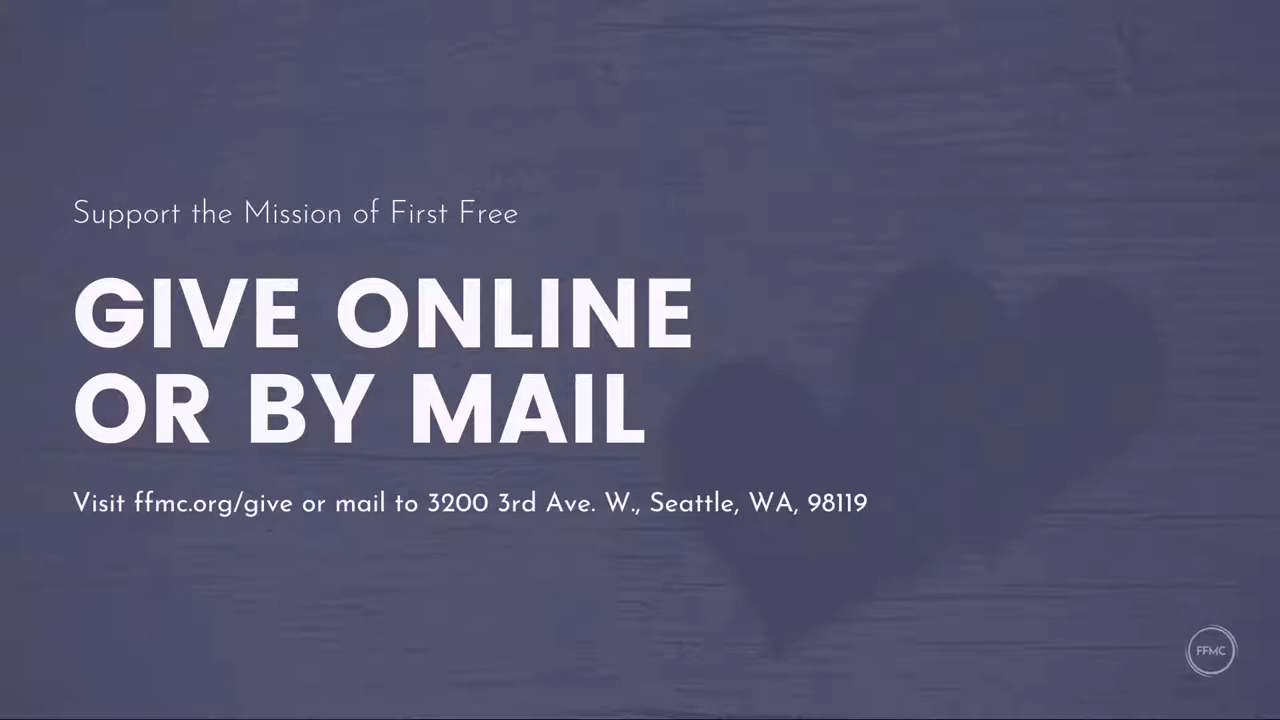 Support the Mission of First Free
GIVE ONLINE
OR BY MAIL
Visit ffmc.org/give or mail to 3200 3rd Ave. W., Seattle, WA, 98119
FFMC